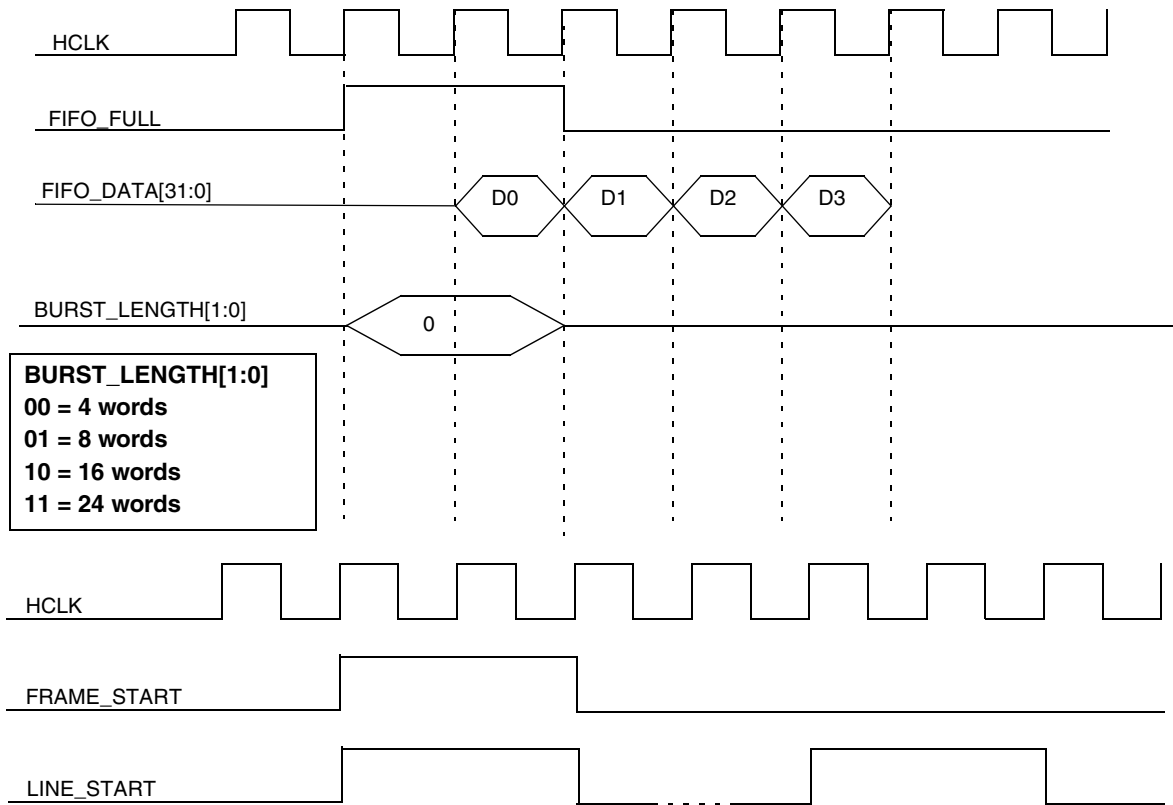 HCLK
FIFO_FULL
FIFO_DATA[31:0]
D0 D1 D2 D3
BURST_LENGTH[1:0]
0
BURST_LENGTH[1:0]
00 = 4 words
01 = 8 words
10 = 16 words
11 = 24 words
HCLK
FRAME_START
LINE_START